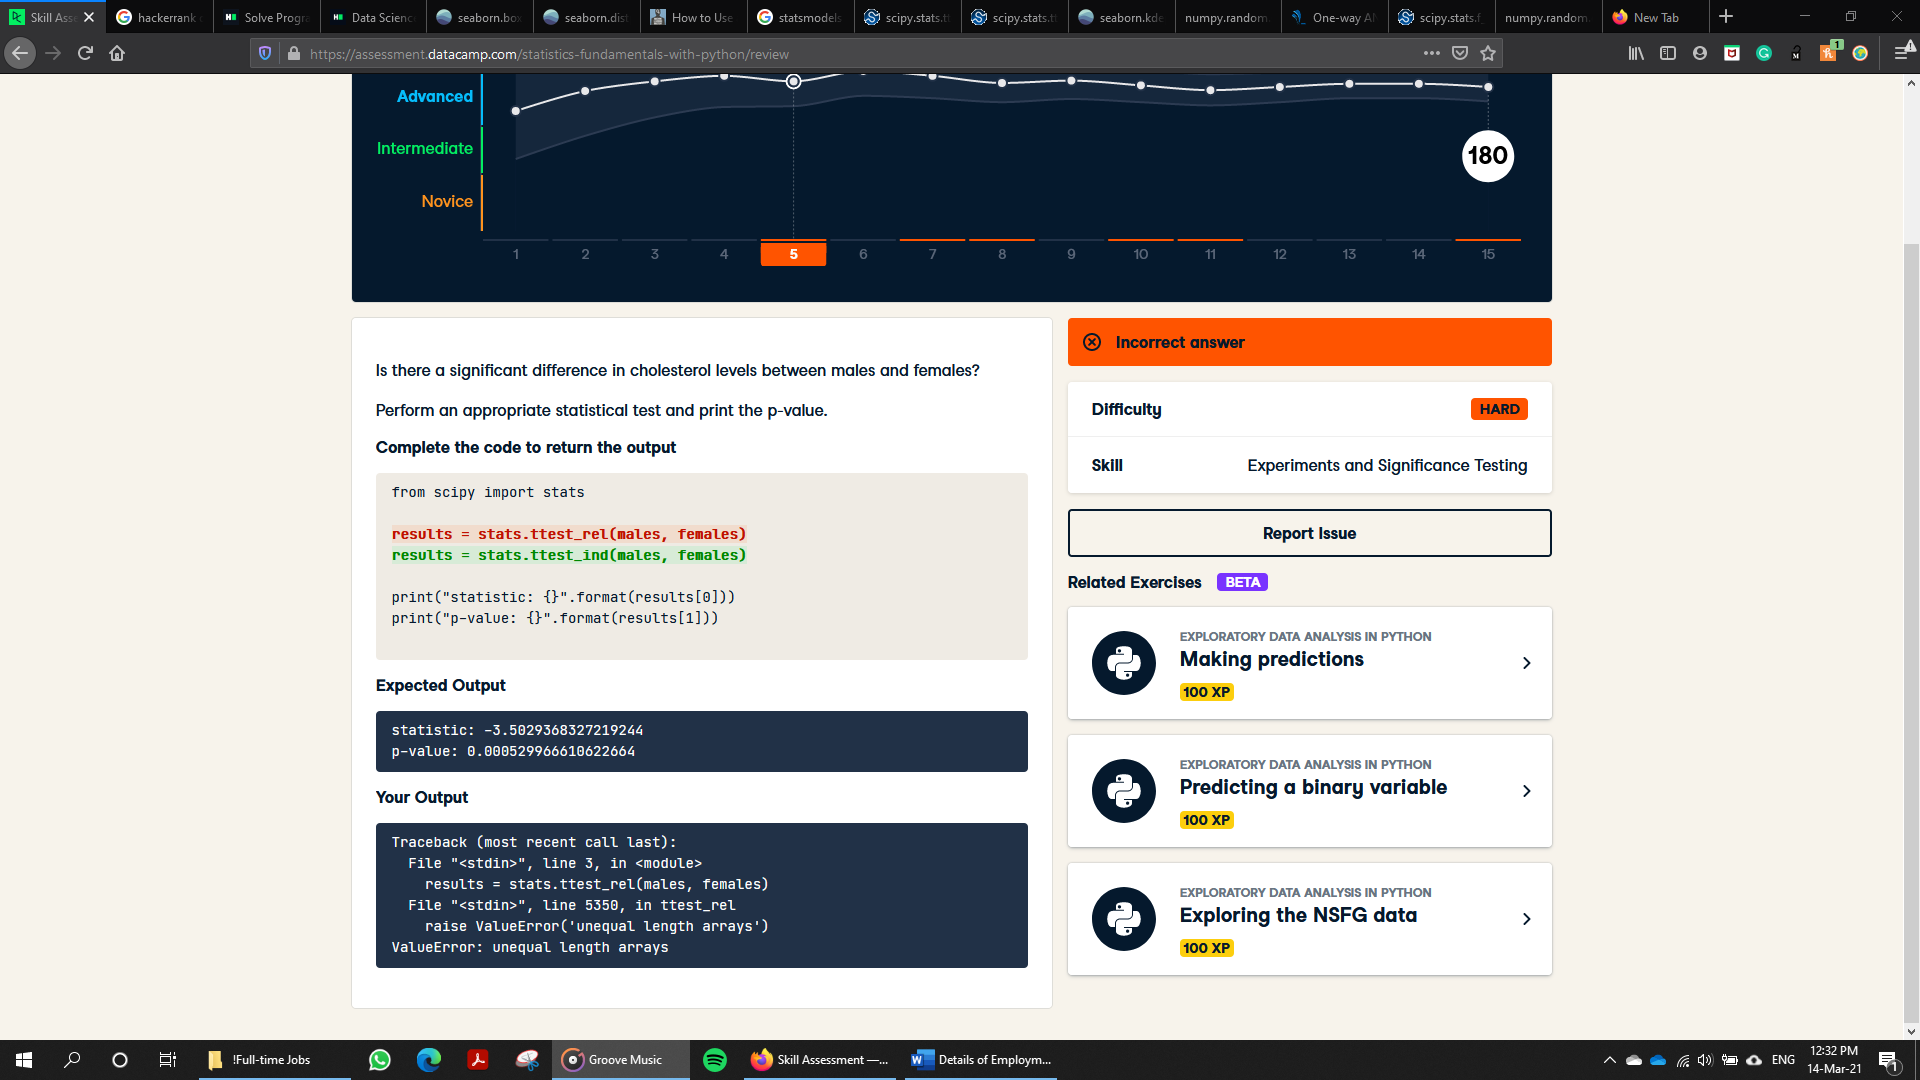 Skill Asse
hackerrank
Solve Progra
Data Scienc
seaborn.box
seaborn.dist
How to Use
statsmodels
scipy.stats.tt
scipy.stats.tt
seaborn.kde
numpy.random.
One-way AN
scipy.stats.f_
numpy.random.
New Tab
https://assessment.datacamp.com/statistics-fundamentals-with-python/review
1
Advanced
Intermediate
Novice
180
1 2 3 4 5 6 7 8 9 10 11 12 13 14 15
Is there a significant difference in cholesterol levels between males and females?
Perform an appropriate statistical test and print the p-value.
Complete the code to return the output
from scipy import stats
results = stats.ttest_rel(males, females)
results = stats.ttest_ind(males, females)
print("statistic: {}".format(results[0]))
print("p-value: {}".format(results[1]))
Expected Output
statistic: -3.5029368327219244
p-value: 0.000529966610622664
Your Output
Traceback (most recent call last):
File "<stdin>", line 3, in <module>
results = stats.ttest_rel(males, females)
File "<stdin>", line 5350, in ttest_rel
raise ValueError('unequal length arrays')
ValueError: unequal length arrays
Incorrect answer
Difficulty
HARD
Skill
Experiments and Significance Testing
Report Issue
Related Exercises BETA
EXPLORATORY DATA ANALYSIS IN PYTHON
Making predictions
100 XP
EXPLORATORY DATA ANALYSIS IN PYTHON
Predicting a binary variable
100 XP
EXPLORATORY DATA ANALYSIS IN PYTHON
Exploring the NSFG data
100 XP
!Full-time Jobs
Groove Music
Skill Assessment —...
Details of Employm...
ENG
12:32 PM
14-Mar-21
1